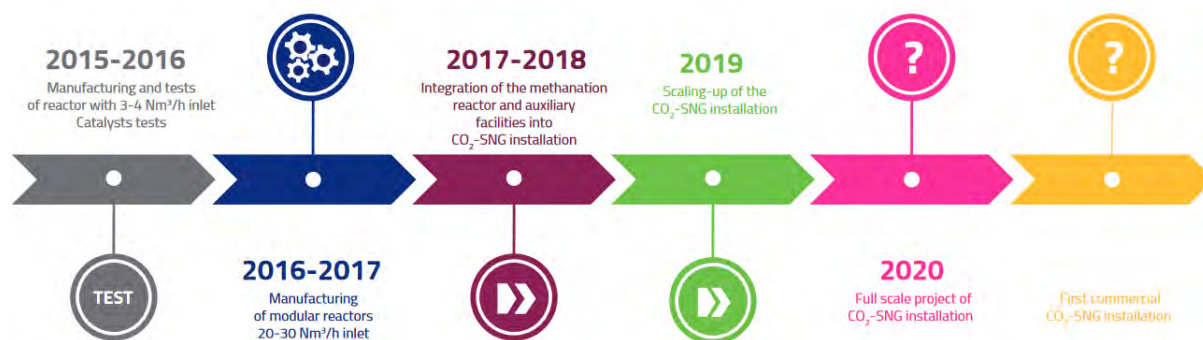 2015-2016
Manufacturing and tests
of reactor with 3-4 Nm³/h inlet
Catalysts tests
TEST
2016-2017
Manufacturing
of modular reactors
20-30 Nm³/h inlet
2017-2018
Integration of the methanation
reactor and auxiliary
facilities into
CO₂-SNG installation
2019
Scaling-up of the
CO₂-SNG installation
?
2020
Full scale project of
CO₂-SNG installation
?
First commercial
CO₂-SNG installation